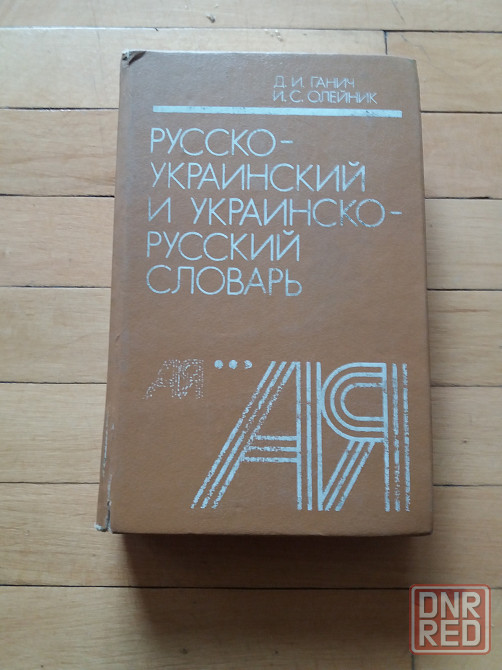 Д. И. ГАНИЧ
И. С. ОЛЕЙНИК
РУССКО-
УКРАИНСКИЙ
И УКРАИНСКО-
РУССКИЙ
СЛОВАРЬ
АЯ ... АЯ
DNR
RED